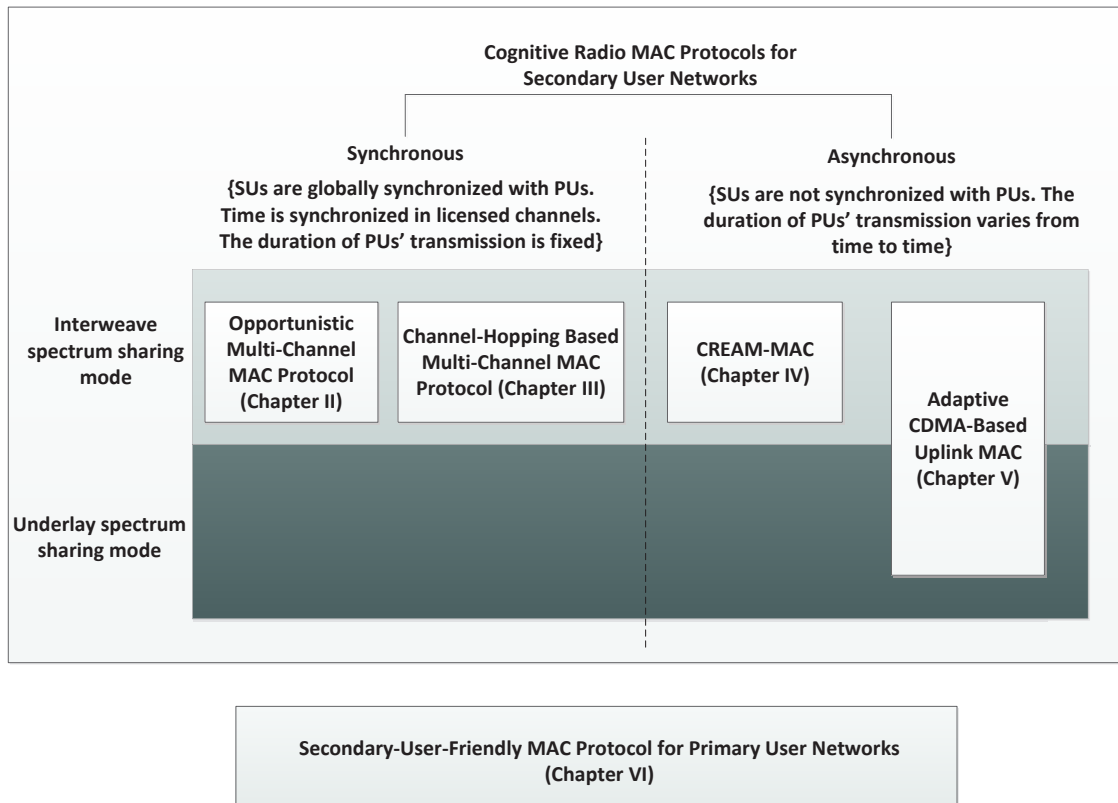 Cognitive Radio MAC Protocols for
Secondary User Networks
Synchronous
{SUs are globally synchronized with PUs.
Time is synchronized in licensed channels.
The duration of PUs’ transmission is fixed}
Asynchronous
{SUs are not synchronized with PUs. The
duration of PUs’ transmission varies from
time to time}
Interweave
spectrum sharing
mode
Opportunistic
Multi-Channel
MAC Protocol
(Chapter II)
Channel-Hopping Based
Multi-Channel MAC
Protocol (Chapter III)
CREAM-MAC
(Chapter IV)
Adaptive
CDMA-Based
Uplink MAC
(Chapter V)
Underlay spectrum
sharing mode
Secondary-User-Friendly MAC Protocol for Primary User Networks
(Chapter VI)